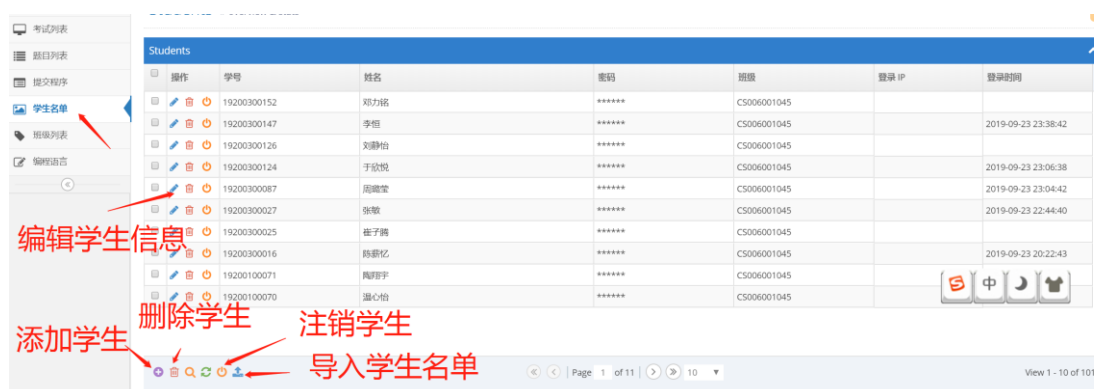 考试列表
题目列表
提交程序
学生名单
班级列表
编程语言
Students
操作 学号 姓名 密码 班级 登录 IP 登录时间
19200300152 邓力铭 ****** CS006001045
19200300147 李恒 ****** CS006001045 2019-09-23 23:38:42
19200300126 刘静怡 ****** CS006001045
19200300124 于欣悦 ****** CS006001045 2019-09-23 23:06:38
19200300087 ****** CS006001045 2019-09-23 23:04:42
19200300027 张敏 ****** CS006001045 2019-09-23 22:44:40
19200300025 崔子腾 ****** CS006001045
19200300016 陈薪忆 ****** CS006001045 2019-09-23 20:22:43
19200100071 陶翔宇 ****** CS006001045
19200100070 温心怡 ****** CS006001045
编辑学生信息
中
添加学生
删除学生
注销学生
导入学生名单
Page 1 of 11 10
View 1 - 10 of 101